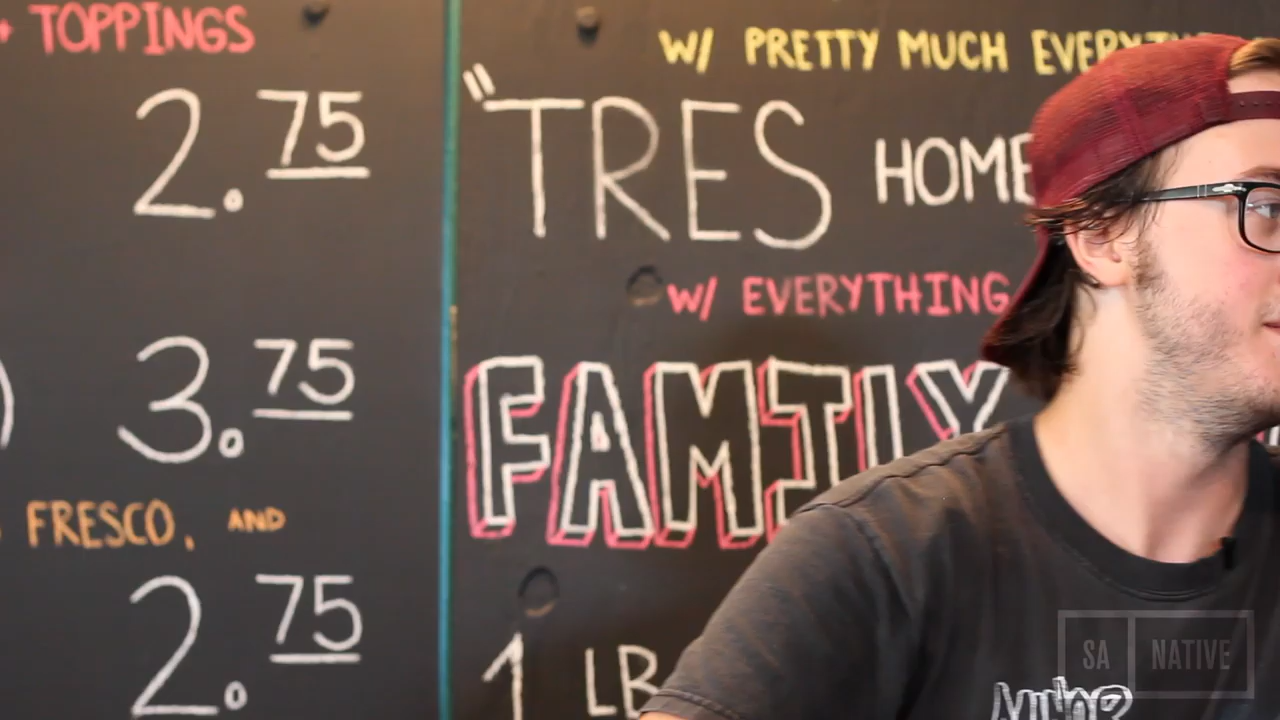 + TOPPINGS
2.75
3.75
FRESCO, AND
2.75
W/ PRETTY MUCH
"TRES HOME
W/ EVERYTHING
FAMILY
1 LB
SA NATIVE